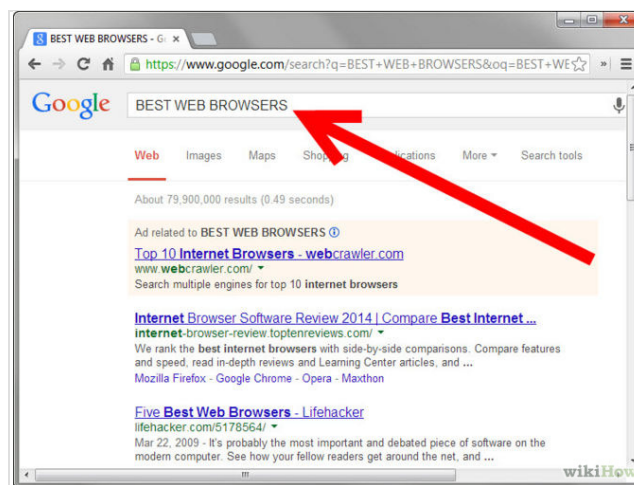 BEST WEB BROWSERS - G
https://www.google.com/search?q=BEST+WEB+BROWSERS&oq=BEST+WE
Google BEST WEB BROWSERS
Web Images Maps Shopping More Search tools
About 79,900,000 results (0.49 seconds)
Ad related to BEST WEB BROWSERS
Top 10 Internet Browsers - webcrawler.com
www.webcrawler.com/
Search multiple engines for top 10 internet browsers
Internet Browser Software Review 2014 | Compare Best Internet ...
internet-browser-review.toptenreviews.com/
We rank the best internet browsers with side-by-side comparisons. Compare features
and speed, read in-depth reviews and Learning Center articles, and ...
Mozilla Firefox - Google Chrome - Opera - Maxthon
Five Best Web Browsers - Lifehacker
lifehacker.com/5178564/
Mar 22, 2009 - It's probably the most important and debated piece of software on the
modern computer. See how your fellow readers get around the net, and ...
wikiHow